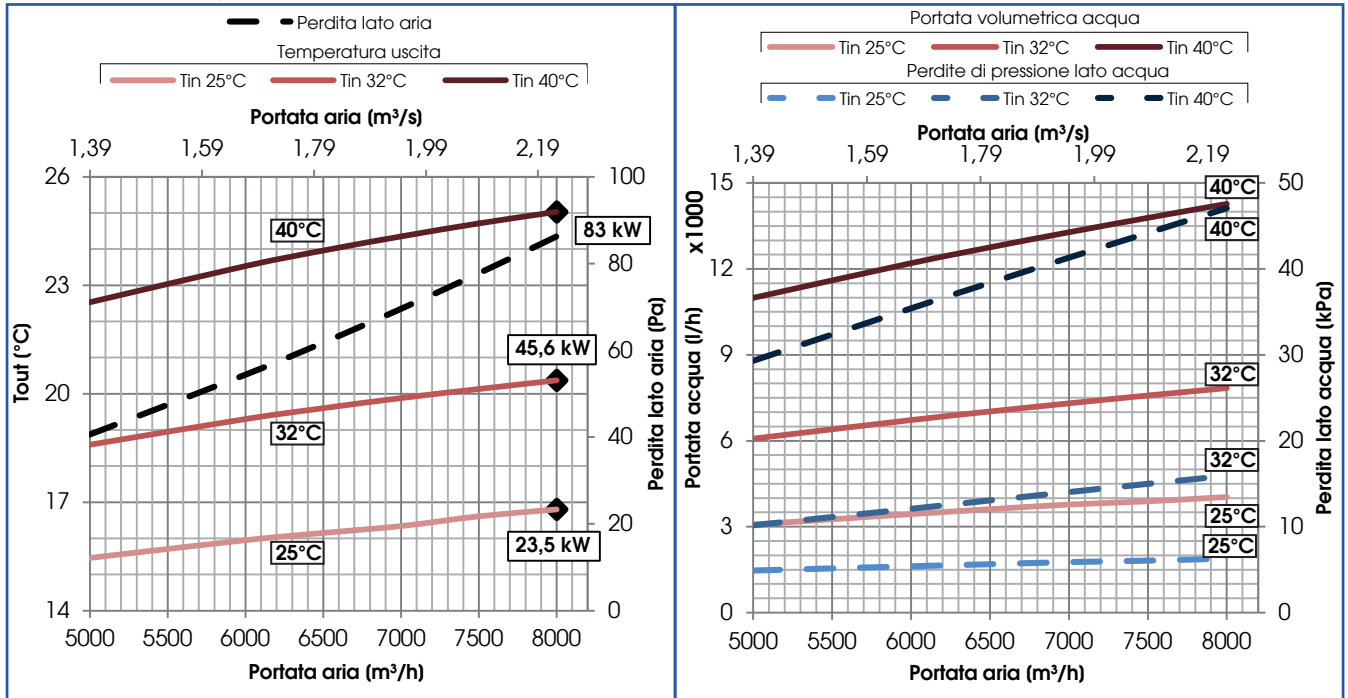 Perdita lato aria
Temperatura uscita
Tin 25°C Tin 32°C Tin 40°C
Portata aria (m³/s)
1,39 1,59 1,79 1,99 2,19
26 100
40°C
83 kW
80
23
Tout (°C)
Perdita lato aria (Pa)
60
45,6 kW
20
32°C
40
17
20
25°C
23,5 kW
14 0
5000 5500 6000 6500 7000 7500 8000
Portata aria (m³/h)
Portata volumetrica acqua
Tin 25°C Tin 32°C Tin 40°C
Perdite di pressione lato acqua
Tin 25°C Tin 32°C Tin 40°C
Portata aria (m³/s)
1,39 1,59 1,79 1,99 2,19
15 50
40°C
x1000
40°C
12 40
Portata acqua (l/h)
Perdita lato acqua (kPa)
9 30
32°C
6 20
32°C
3 10
25°C
25°C
0 0
5000 5500 6000 6500 7000 7500 8000
Portata aria (m³/h)